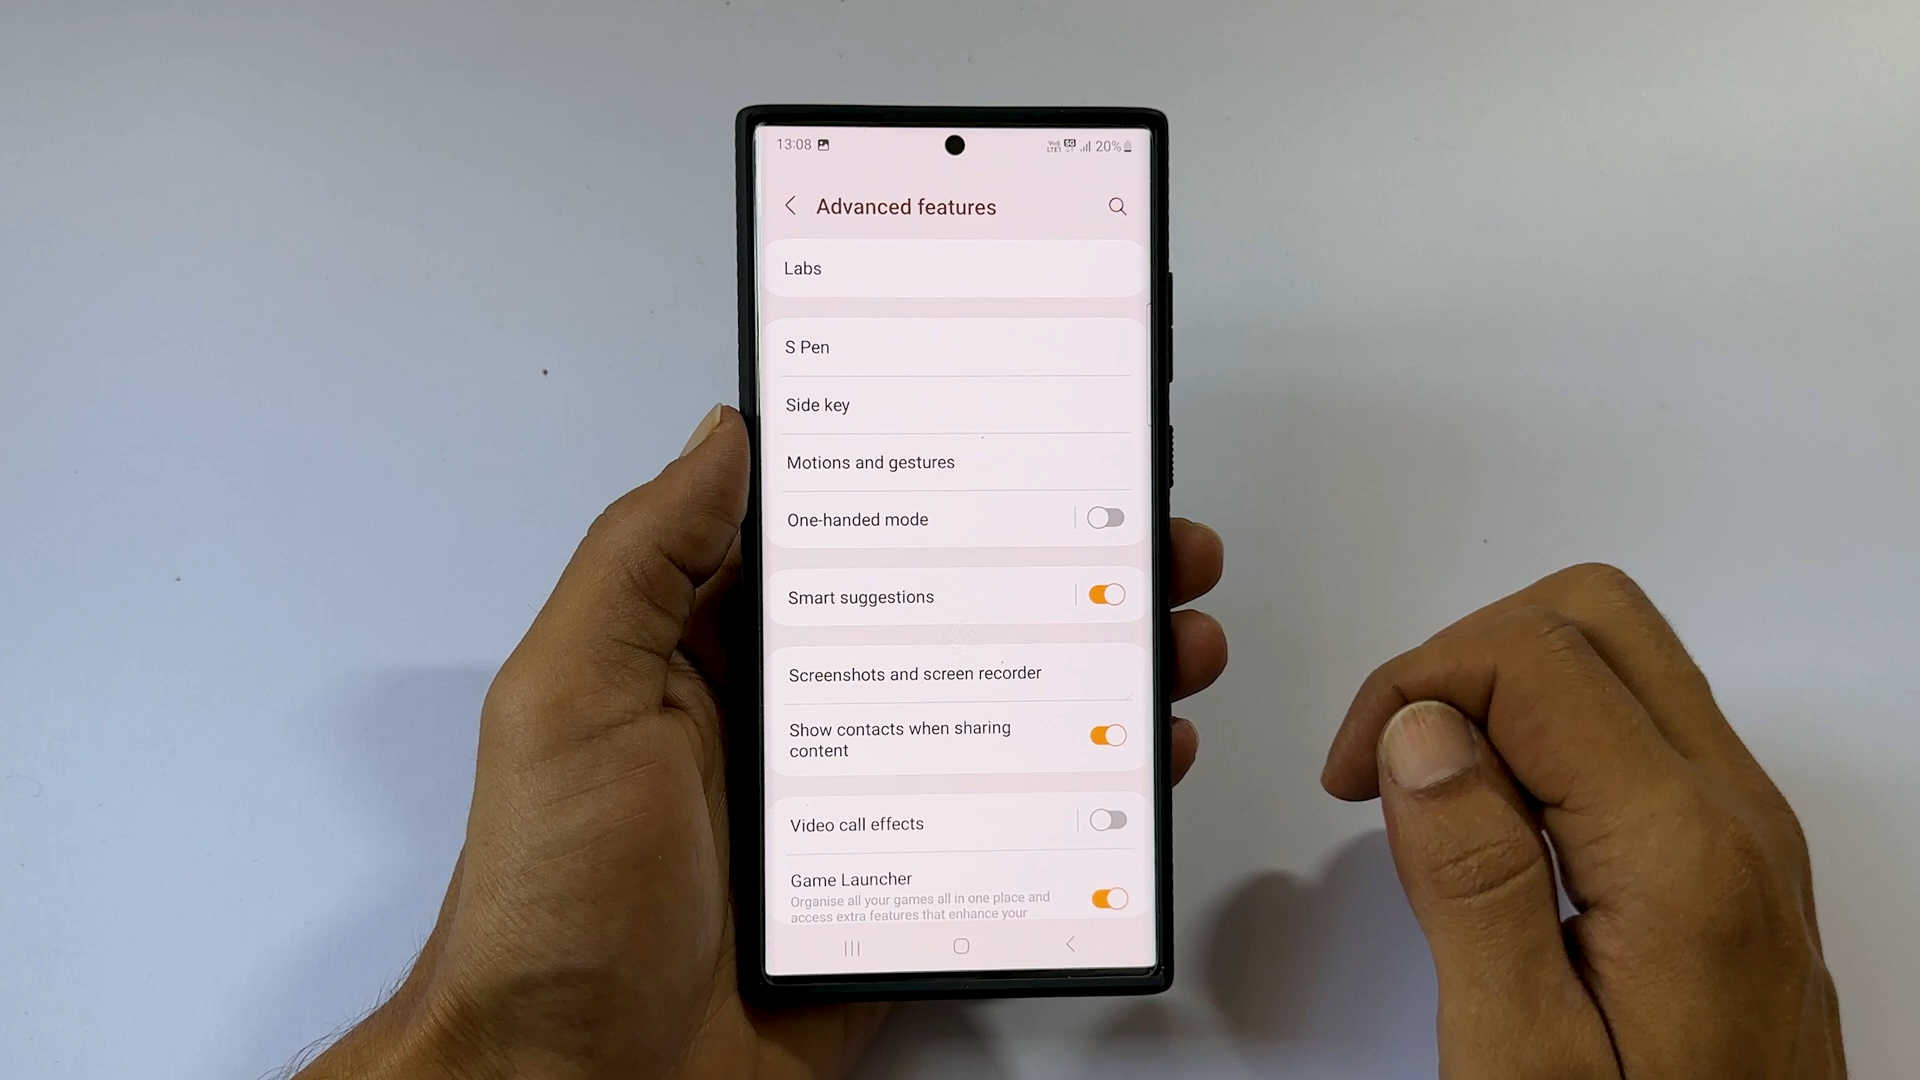 13:08 20%
Advanced features
Labs
S Pen
Side key
Motions and gestures
One-handed mode
Smart suggestions
Screenshots and screen recorder
Show contacts when sharing
content
Video call effects
Game Launcher
Organise all your games all in one place and
access extra features that enhance your